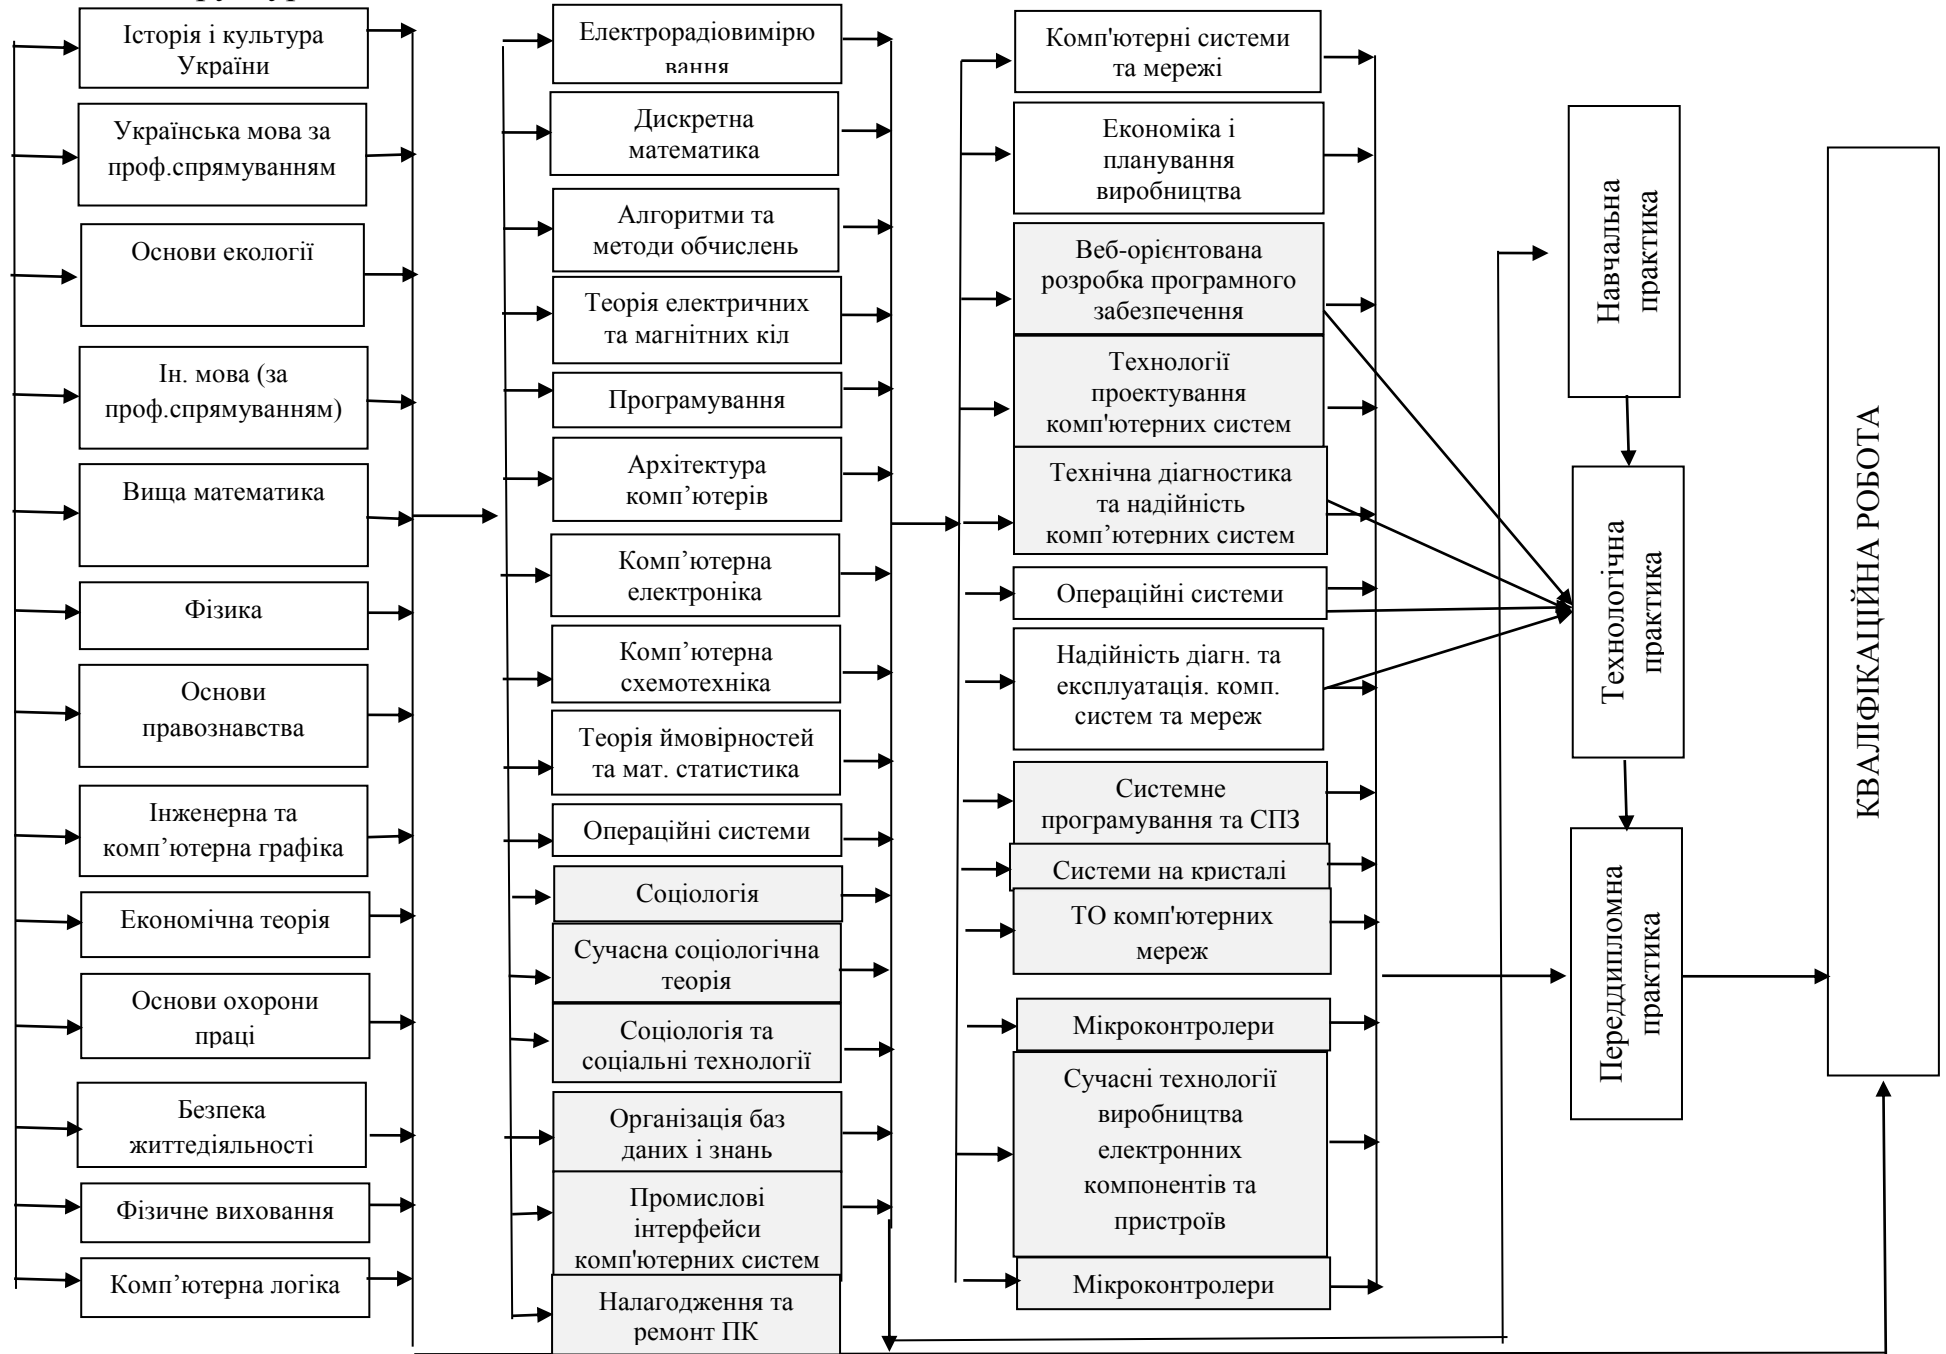 Історія і культура
України
Українська мова за
проф.спрямуванням
Основи екології
Ін. мова (за
проф.спрямуванням)
Вища математика
Фізика
Основи
правознавства
Інженерна та
комп’ютерна графіка
Економічна теорія
Основи охорони
праці
Безпека
життедіяльності
Фізичне виховання
Комп’ютерна логіка
Електрорадіовимірю
вання
Дискретна
математика
Алгоритми та
методи обчислень
Теорія електричних
та магнітних кіл
Програмування
Архітектура
комп’ютерів
Комп’ютерна
електроніка
Комп’ютерна
схемотехніка
Теорія ймовірностей
та мат. статистика
Операційні системи
Соціологія
Сучасна соціологічна
теорія
Соціологія та
соціальні технології
Організація баз
даних і знань
Промислові
інтерфейси
комп'ютерних систем
Налагодження та
ремонт ПК
Комп'ютерні системи
та мережі
Економіка і
планування
виробництва
Веб-орієнтована
розробка програмного
забезпечення
Технології
проектування
комп'ютерних систем
Технічна діагностика
та надійність
комп’ютерних систем
Операційні системи
Надійність діагн. та
експлуатація. комп.
систем та мереж
Системне
програмування та СПЗ
Системи на кристалі
ТО комп'ютерних
мереж
Мікроконтролери
Сучасні технології
виробництва
електронних
компонентів та
пристроїв
Мікроконтролери
Навчальна
практика
Технологічна
практика
Переддипломна
практика
КВАЛІФІКАЦІЙНА РОБОТА